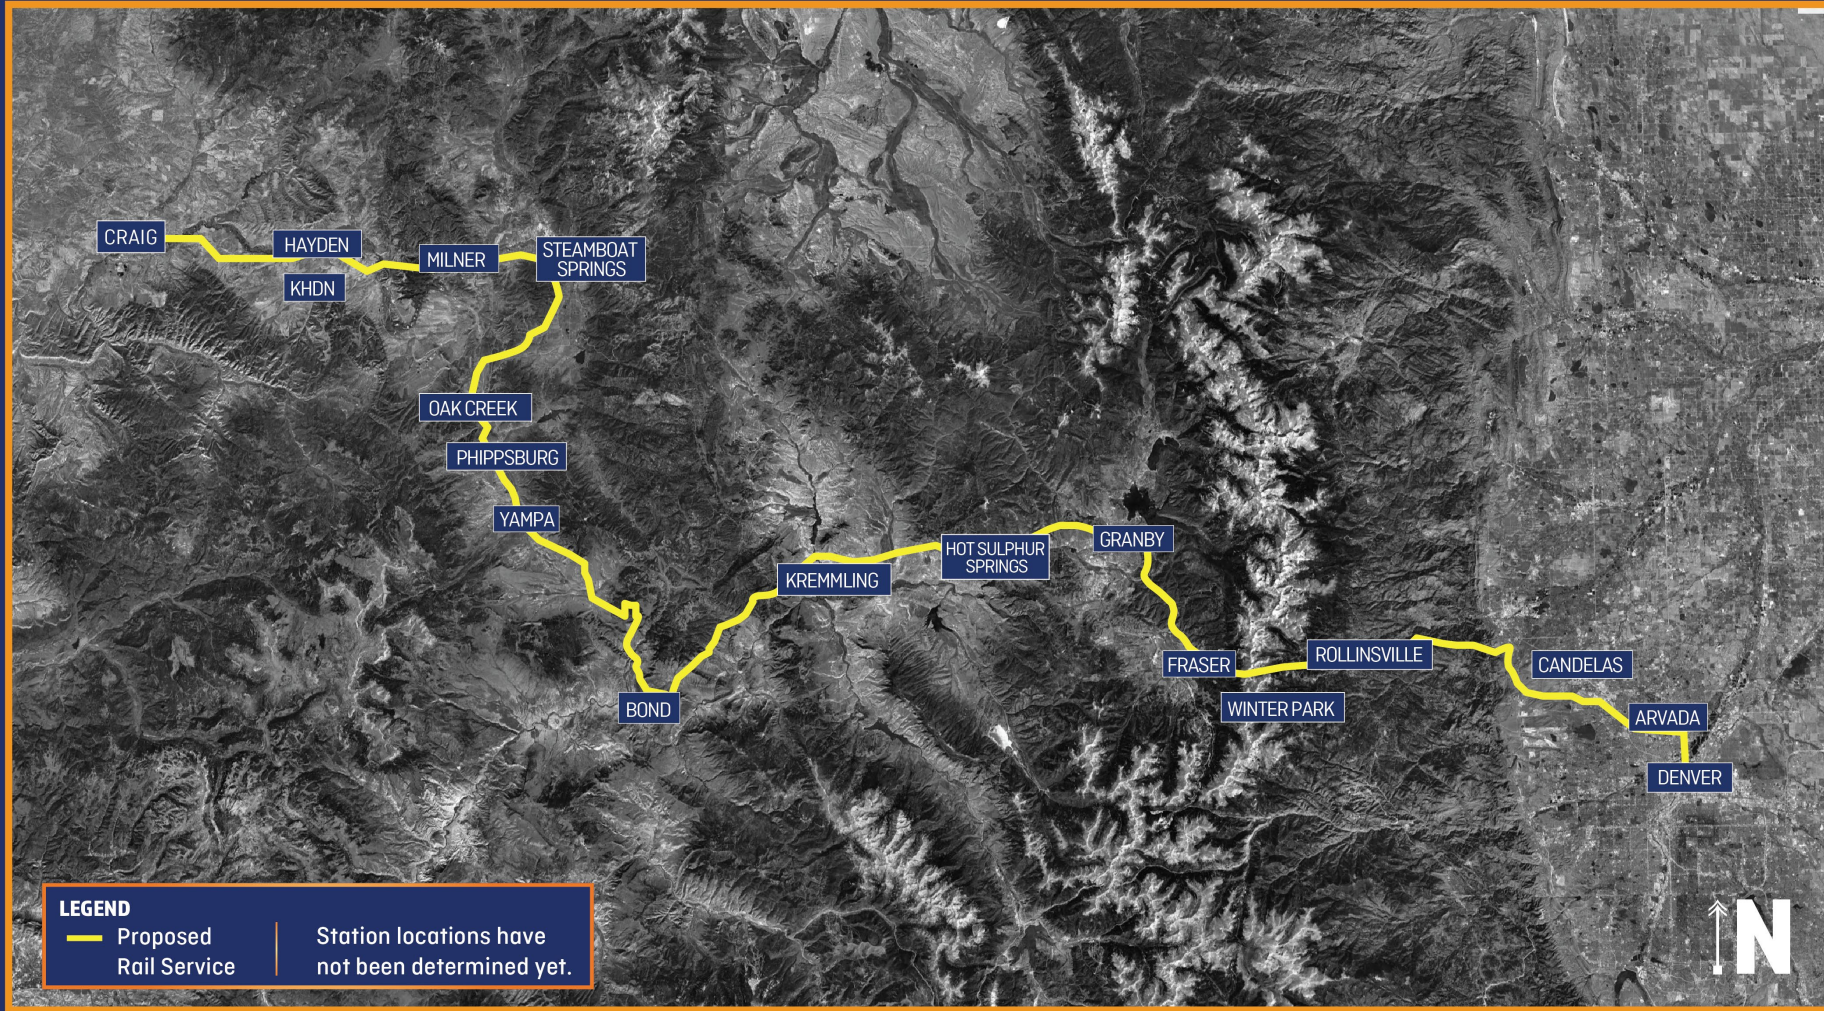 CRAIG
HAYDEN
KHDN
MILNER
STEAMBOAT
SPRINGS
OAK CREEK
PHIPPSBURG
YAMPA
BOND
KREMMLING
HOT SULPHUR
SPRINGS
GRANBY
FRASER
WINTER PARK
ROLLINSVILLE
CANDELAS
ARVADA
DENVER
LEGEND
Proposed
Rail Service
Station locations have
not been determined yet.
N